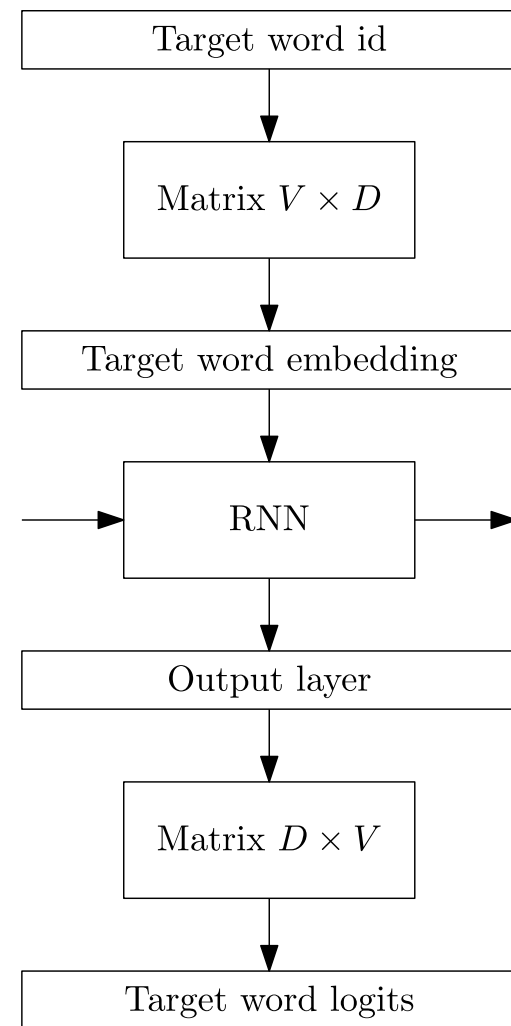 Target word id
Matrix V × D
Target word embedding
RNN
Output layer
Matrix D × V
Target word logits